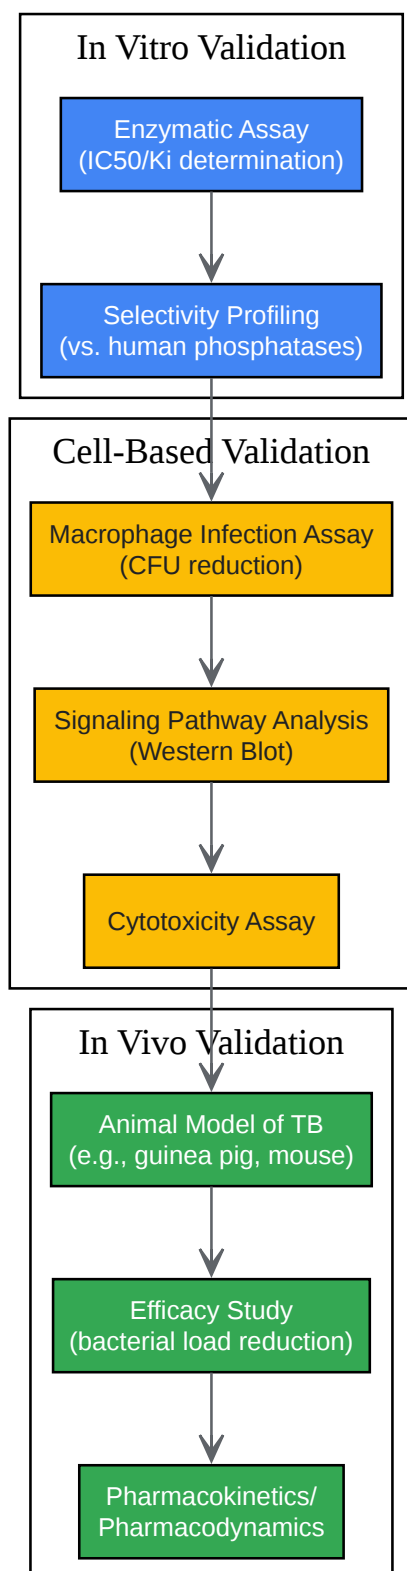 In Vitro Validation
Enzymatic Assay
(IC50/Ki determination)
Selectivity Profiling
(vs. human phosphatases)
Cell-Based Validation
Macrophage Infection Assay
(CFU reduction)
Signaling Pathway Analysis
(Western Blot)
Cytotoxicity Assay
In Vivo Validation
Animal Model of TB
(e.g., guinea pig, mouse)
Efficacy Study
(bacterial load reduction)
Pharmacokinetics/
Pharmacodynamics